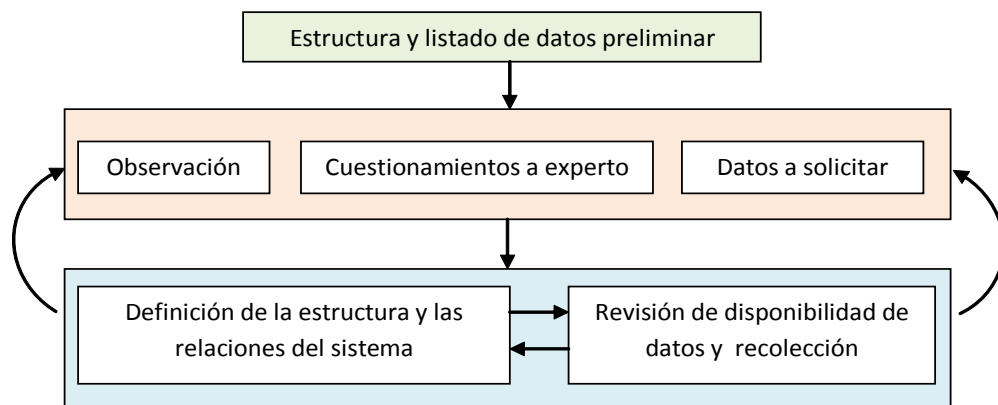 Estructura y listado de datos preliminar
Observación
Cuestionamientos a experto
Datos a solicitar
Definición de la estructura y las
relaciones del sistema
Revisión de disponibilidad de
datos y recolección